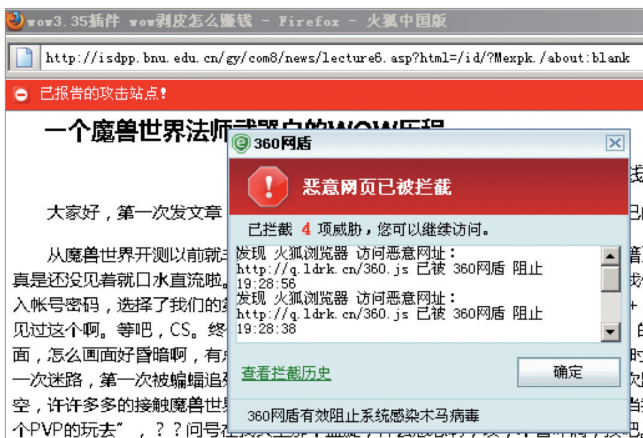 wow3.35插件 wow剥皮怎么赚钱 - Firefox - 火狐中国版
http://isdpp.bnu.edu.cn/gy/com8/news/lecture6.asp?html=/id/?Mexpk./about:blank
已报告的攻击站点!
一个魔兽世界法师
360网盾
恶意网页已被拦截
大家好，第一次发文章
已拦截 4 项威胁，您可以继续访问。
从魔兽世界开测以前就
发现 火狐浏览器 访问恶意网址：
真是还没见着就口水直流啦。
http://q.ldrk.cn/360.js 已被 360网盾 阻止
19:28:56
入帐号密码，选择了我们的
发现 火狐浏览器 访问恶意网址：
http://q.ldrk.cn/360.js 已被 360网盾 阻止
见过这个啊。等吧，CS。终
19:28:38
面，怎么画面好昏暗啊，有
一次迷路，第一次被蝙蝠追
查看拦截历史
确定
空，许许多多的接触魔兽世
360网盾有效阻止系统感染木马病毒
个PVP的玩去"，？？问号在